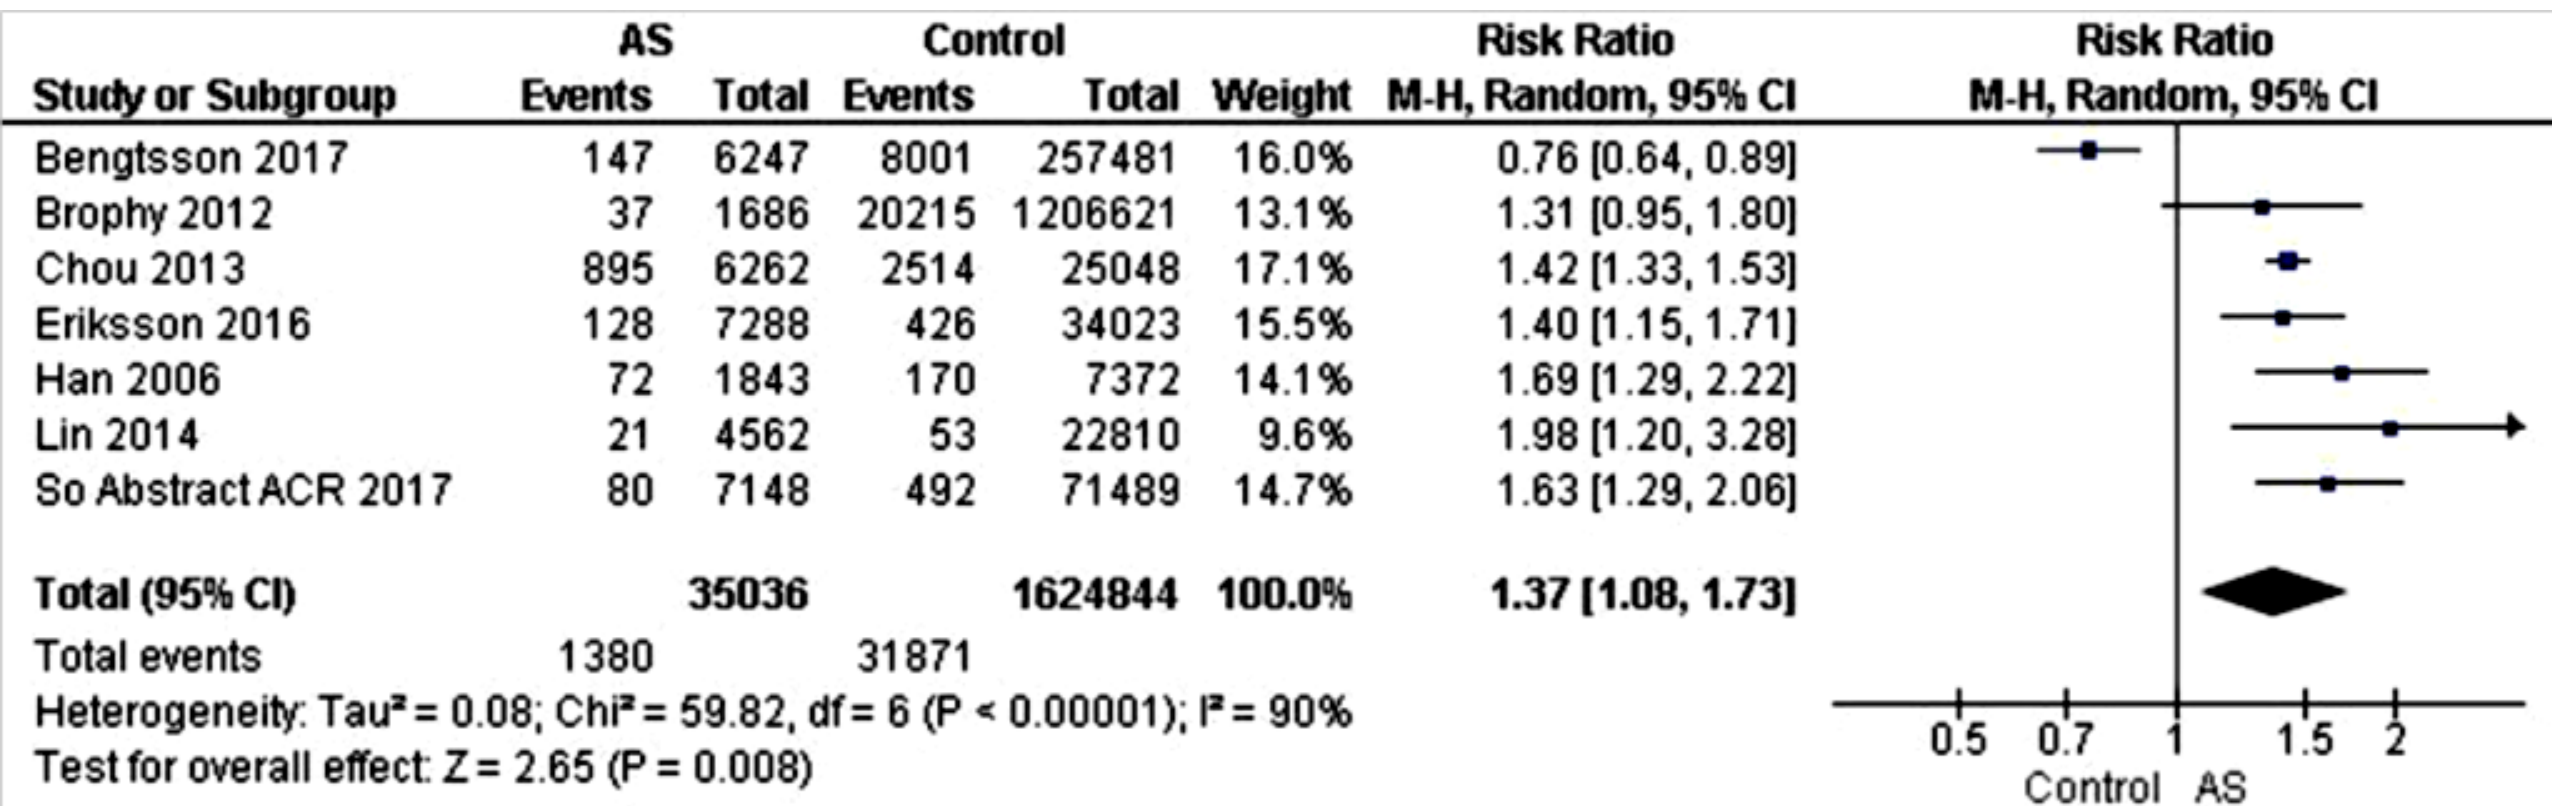 AS Control Risk Ratio Risk Ratio
Study or Subgroup Events Total Events Total Weight M-H, Random, 95% CI M-H, Random, 95% CI
Bengtsson 2017 147 6247 8001 257481 16.0% 0.76 [0.64, 0.89]
Brophy 2012 37 1686 20215 1206621 13.1% 1.31 [0.95, 1.80]
Chou 2013 895 6262 2514 25048 17.1% 1.42 [1.33, 1.53]
Eriksson 2016 128 7288 426 34023 15.5% 1.40 [1.15, 1.71]
Han 2006 72 1843 170 7372 14.1% 1.69 [1.29, 2.22]
Lin 2014 21 4562 53 22810 9.6% 1.98 [1.20, 3.28]
So Abstract ACR 2017 80 7148 492 71489 14.7% 1.63 [1.29, 2.06]
Total (95% CI) 35036 1624844 100.0% 1.37 [1.08, 1.73]
Total events 1380 31871
Heterogeneity: Tau² = 0.08; Chi² = 59.82, df = 6 (P < 0.00001); I² = 90%
Test for overall effect: Z = 2.65 (P = 0.008)
0.5 0.7 1 1.5 2
Control AS